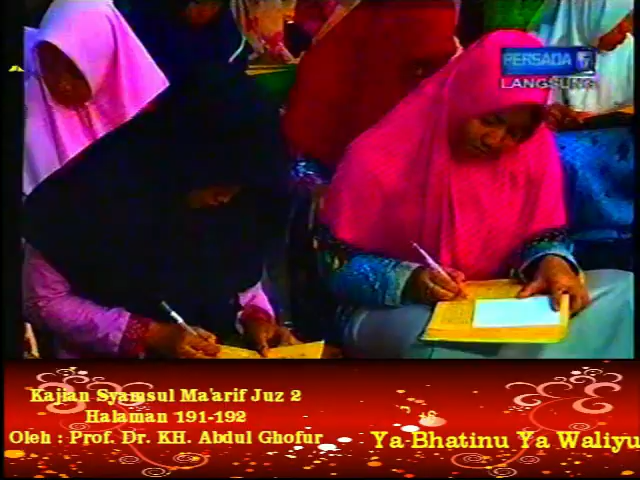 PERSADA
LANGSUNG
Kajian Syamsul Ma'arif Juz 2
Halaman 191-192
Oleh : Prof. Dr. KH. Abdul Ghofur
Ya Bhatinu Ya Waliyu